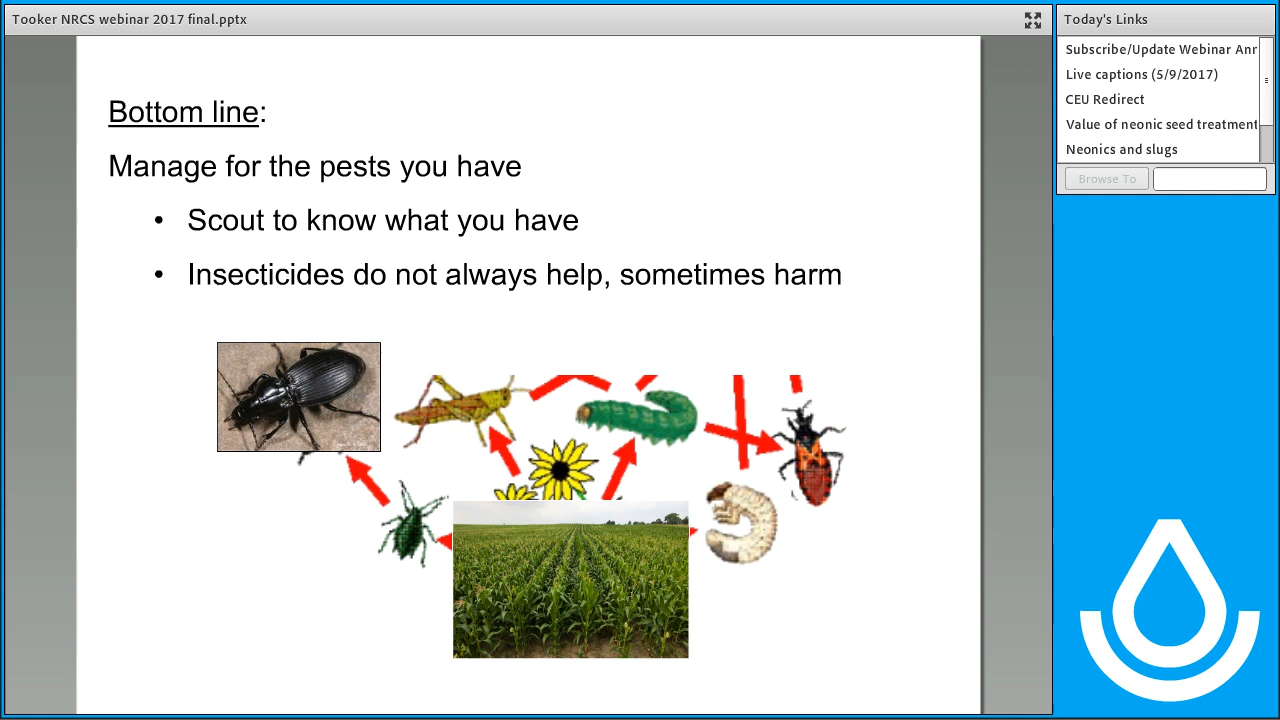 Tooker NRCS webinar 2017 final.pptx
Bottom line:
Manage for the pests you have
• Scout to know what you have
• Insecticides do not always help, sometimes harm
Today's Links
Subscribe/Update Webinar Anr
Live captions (5/9/2017)
CEU Redirect
Value of neonic seed treatment
Neonics and slugs
Browse To